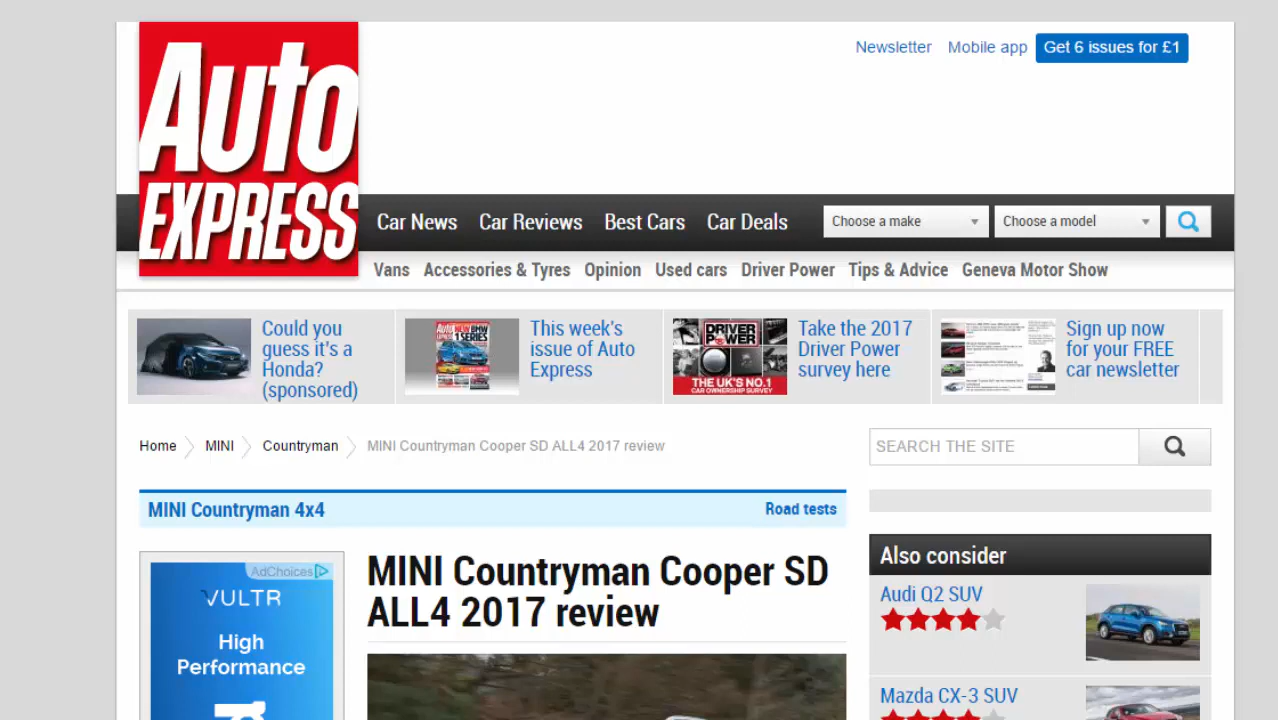 Auto
EXPRESS
Newsletter
Mobile app
Get 6 issues for £1
Car News
Car Reviews
Best Cars
Car Deals
Choose a make
Choose a model
Vans
Accessories & Tyres
Opinion
Used cars
Driver Power
Tips & Advice
Geneva Motor Show
Could you
guess it's a
Honda?
(sponsored)
This week's
issue of Auto
Express
DRIVER
POWER
THE UK'S NO.1
CAR OWNERSHIP SURVEY
Take the 2017
Driver Power
survey here
Sign up now
for your FREE
car newsletter
Home
MINI
Countryman
MINI Countryman Cooper SD ALL4 2017 review
SEARCH THE SITE
MINI Countryman 4x4
Road tests
AdChoices
VULTR
High
Performance
MINI Countryman Cooper SD
ALL4 2017 review
Also consider
Audi Q2 SUV
Mazda CX-3 SUV